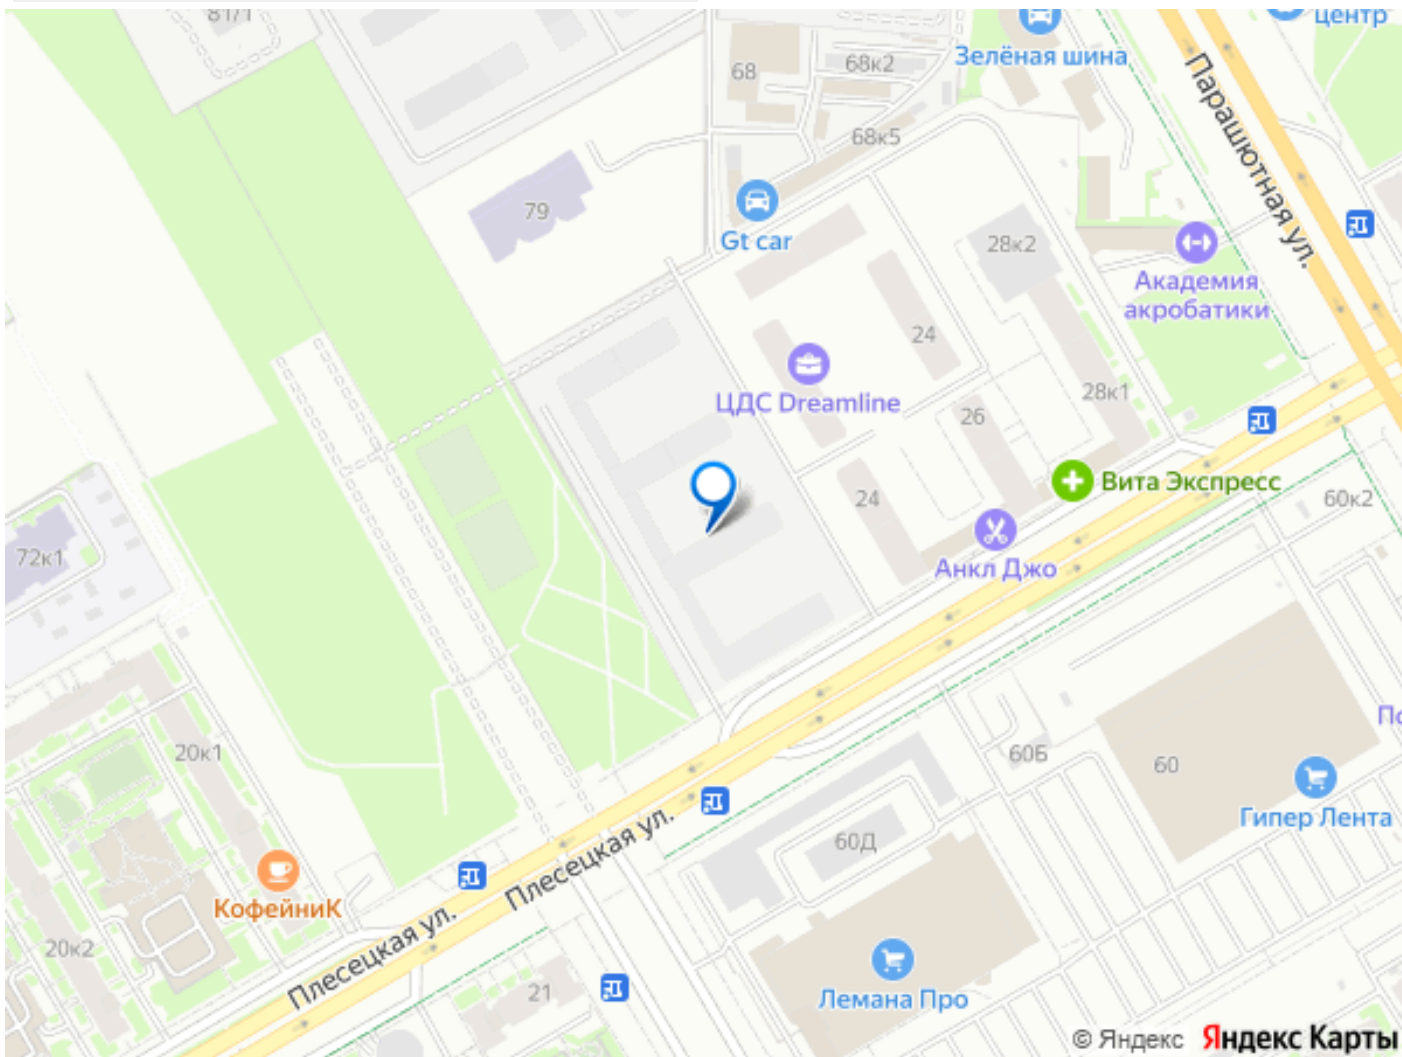 81/1
центр
Зелёная шина
68
68к2
Парашютная ул.
68к5
79
Gt car
28к2
Академия
акробатики
24
ЦДС Dreamline
28к1
26
Вита Экспресс
24
60к2
72к1
Анкл Джо
По
20к1
60Б
60
Гипер Лента
60Д
Плесецкая ул.
КофейниК
Плесецкая ул.
20к2
21
Лемана Про
© Яндекс Яндекс Карты